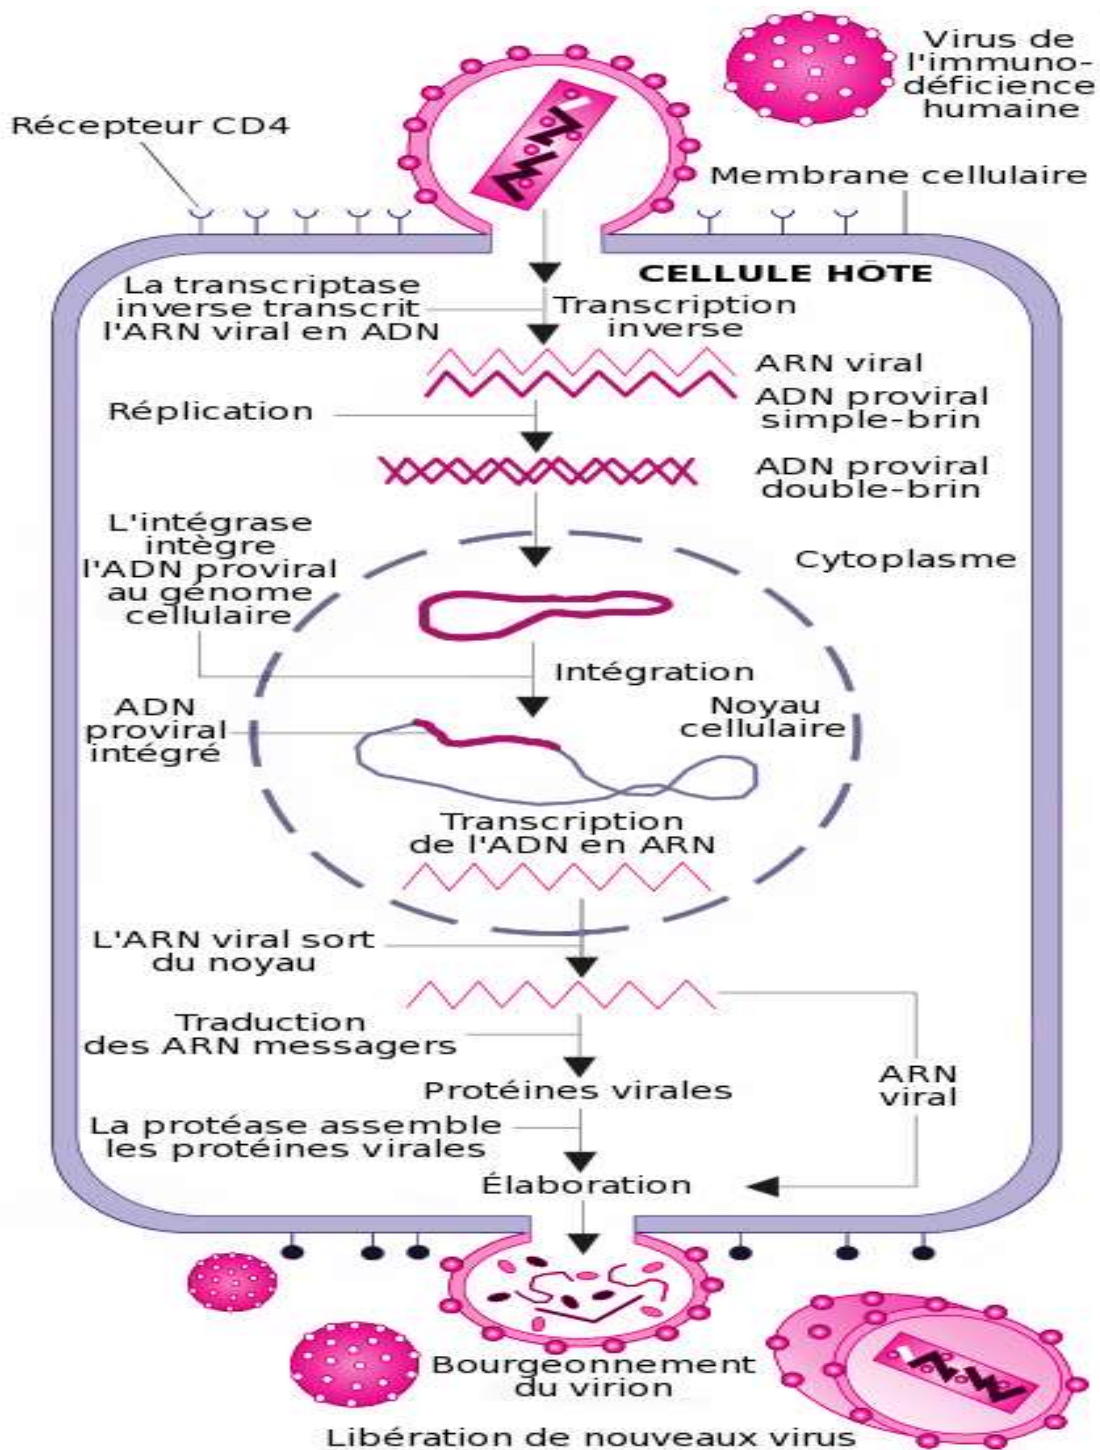 Virus de
l'immuno-
déficience
humaine
Récepteur CD4
Membrane cellulaire
CELLULE HÔTE
La transcriptase
inverse transcrit
l'ARN viral en ADN
Transcription
inverse
ARN viral
ADN proviral
simple-brin
Réplication
ADN proviral
double-brin
L'intégrase
intègre
l'ADN proviral
au génome
cellulaire
Cytoplasme
Intégration
ADN
proviral
intégré
Noyau
cellulaire
Transcription
de l'ADN en ARN
L'ARN viral sort
du noyau
Traduction
des ARN messagers
ARN
viral
Protéines virales
La protéase assemble
les protéines virales
Élaboration
Bourgeonnement
du virion
Libération de nouveaux virus